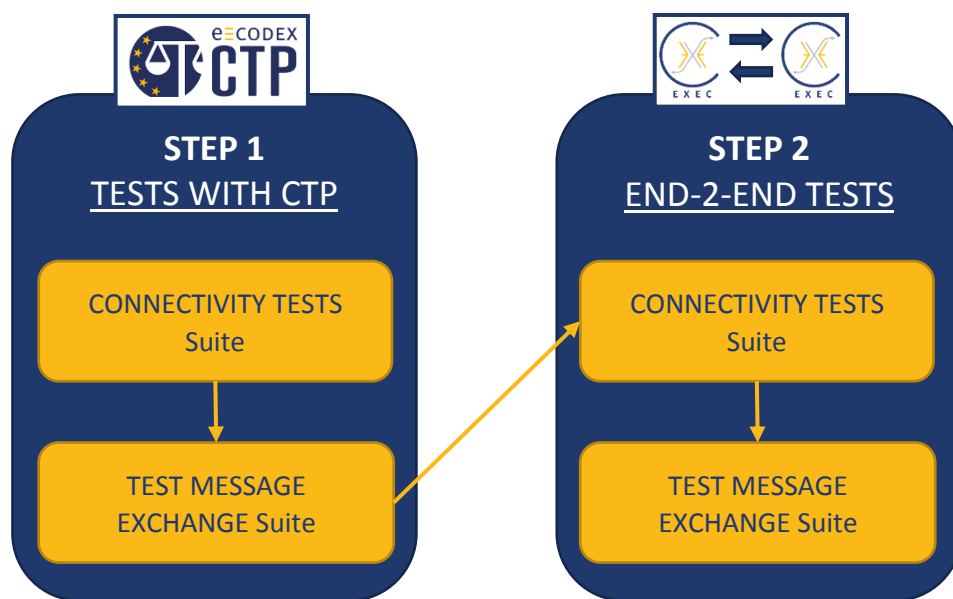 e-CODEX
CTP
STEP 1
TESTS WITH CTP
CONNECTIVITY TESTS
Suite
TEST MESSAGE
EXCHANGE Suite
EXEC
EXEC
STEP 2
END-2-END TESTS
CONNECTIVITY TESTS
Suite
TEST MESSAGE
EXCHANGE Suite